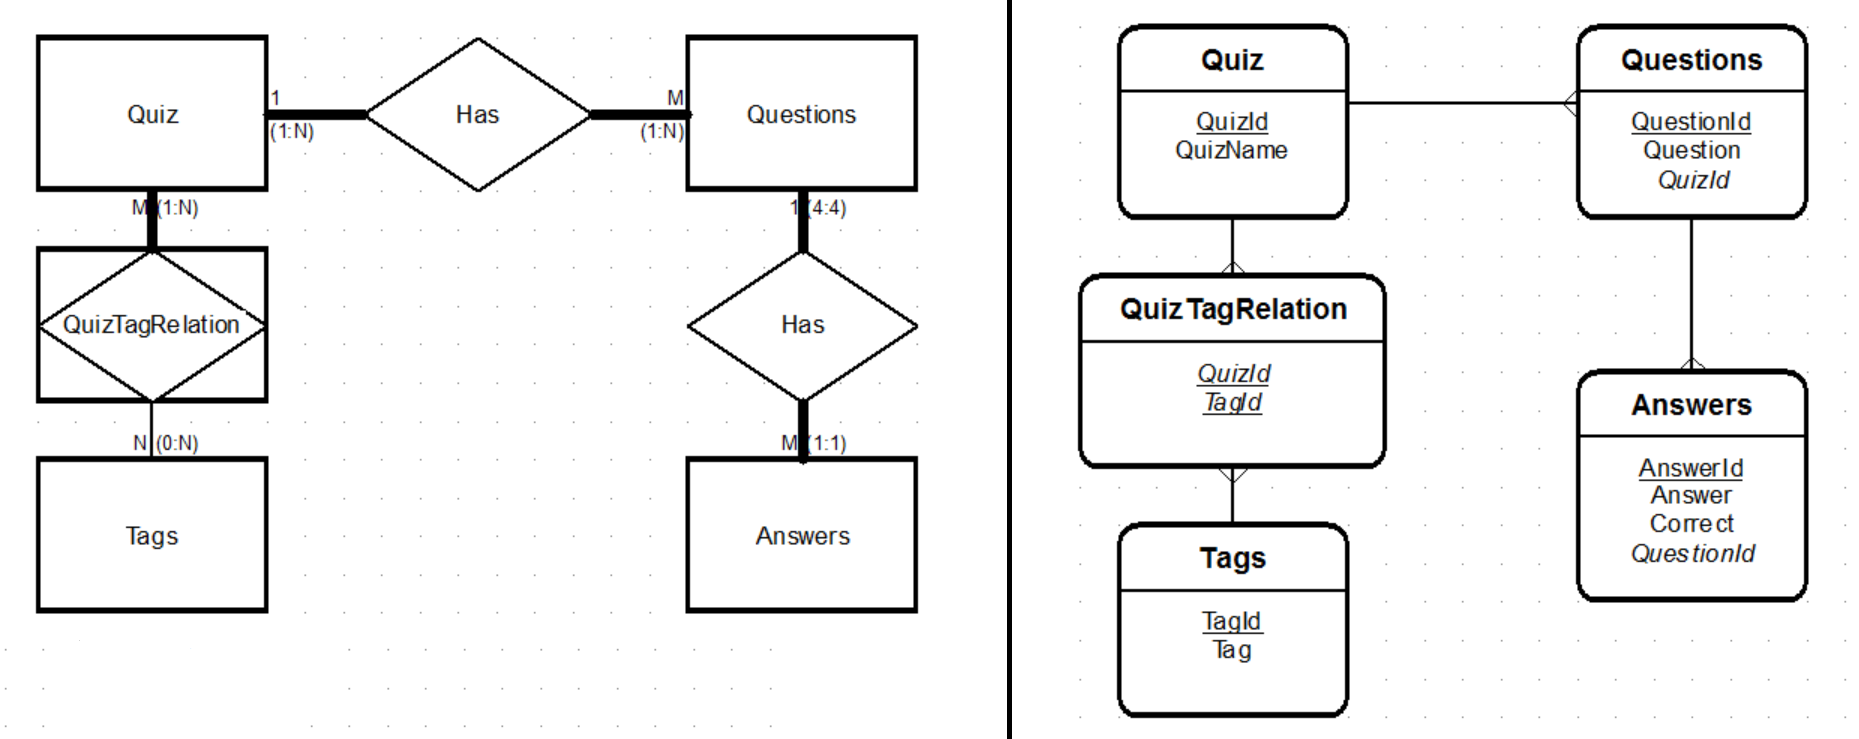 Quiz
1
(1:N)
Has
M
(1:N)
Questions
M (1:N)
1 (4:4)
QuizTagRelation
Has
N (0:N)
M (1:1)
Tags
Answers
Quiz
QuizId
QuizName
Questions
QuestionId
Question
QuizId
QuizTagRelation
QuizId
TagId
Answers
AnswerId
Answer
Correct
QuestionId
Tags
TagId
Tag